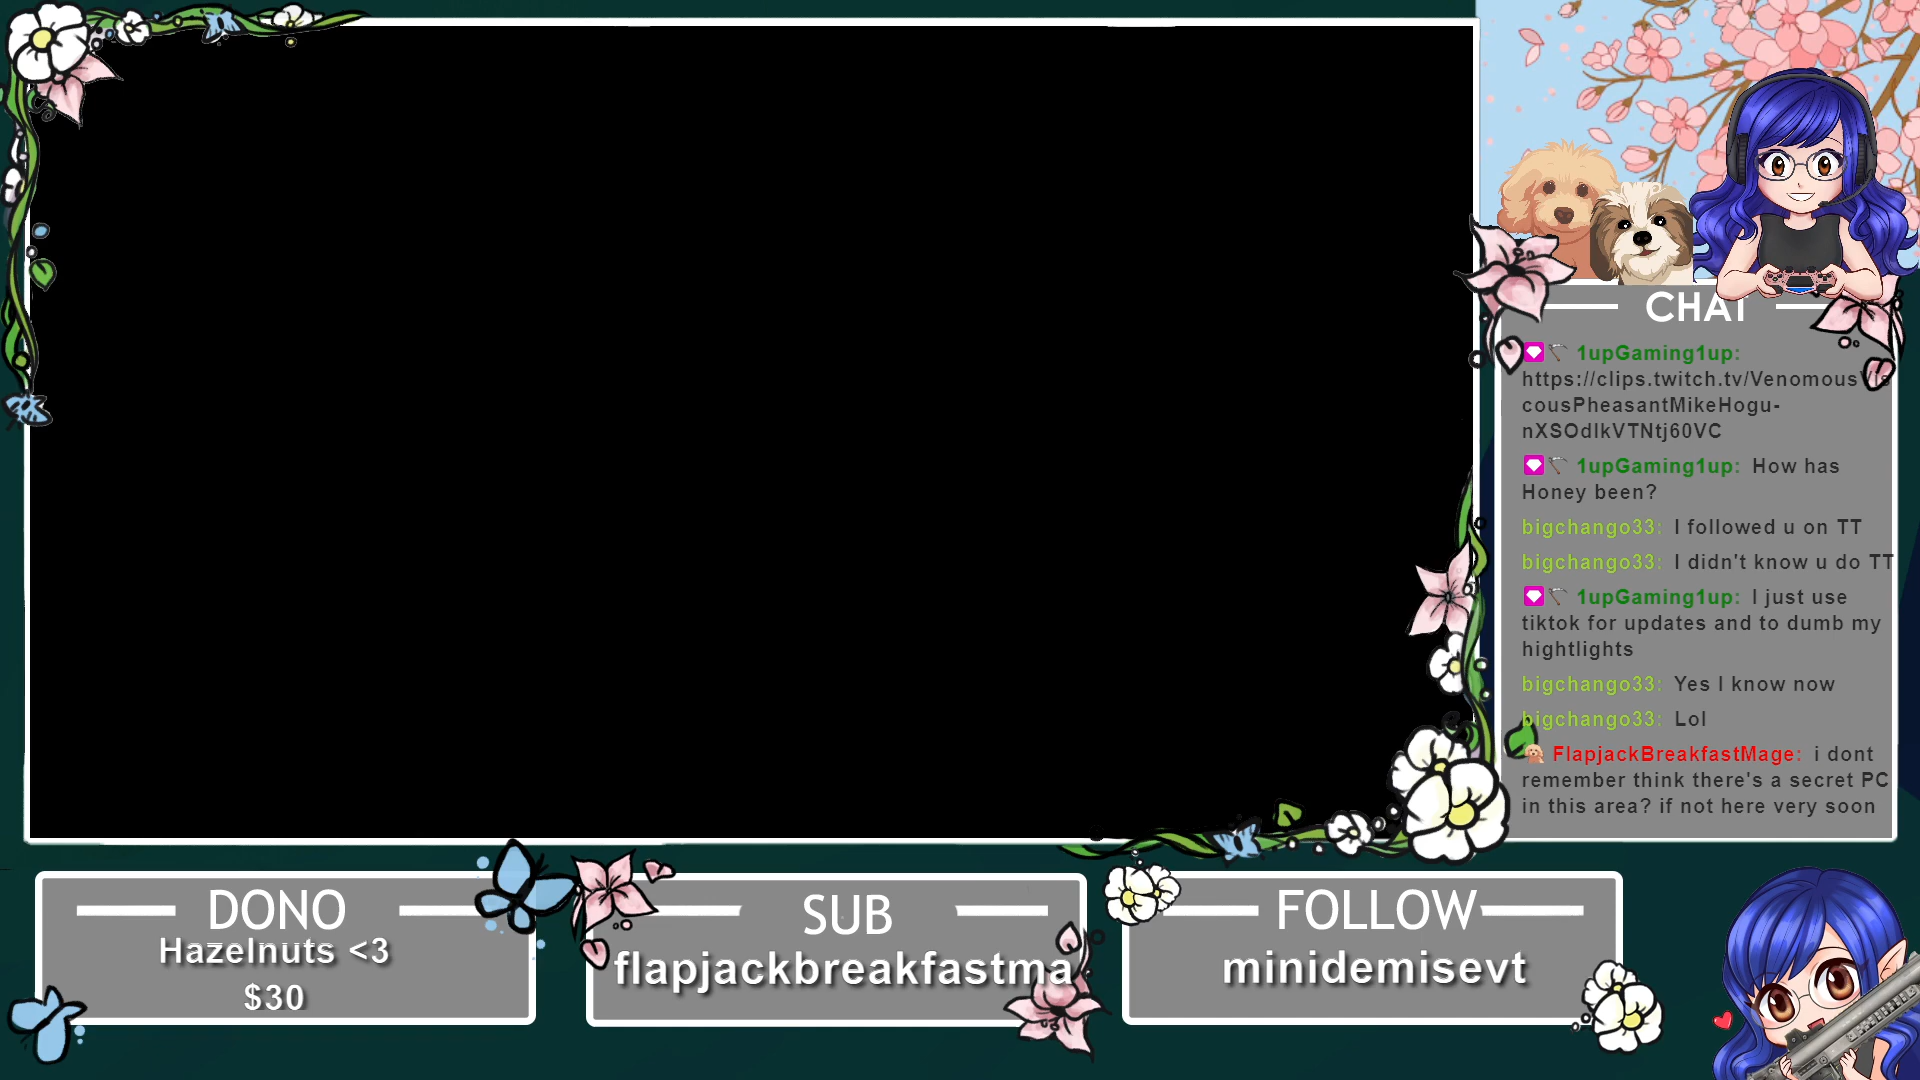 CHAT
1upGaming1up:
https://clips.twitch.tv/VenomousVis
cousPheasantMikeHogu-
nXSOdIkVTNtj60VC
1upGaming1up: How has
Honey been?
bigchango33: I followed u on TT
bigchango33: I didn't know u do TT
1upGaming1up: I just use
tiktok for updates and to dumb my
hightlights
bigchango33: Yes I know now
bigchango33: Lol
FlapjackBreakfastMage: i dont
remember think there's a secret PC
in this area? if not here very soon
DONO
Hazelnuts <3
$30
SUB
flapjackbreakfastma
FOLLOW
minidemisevt